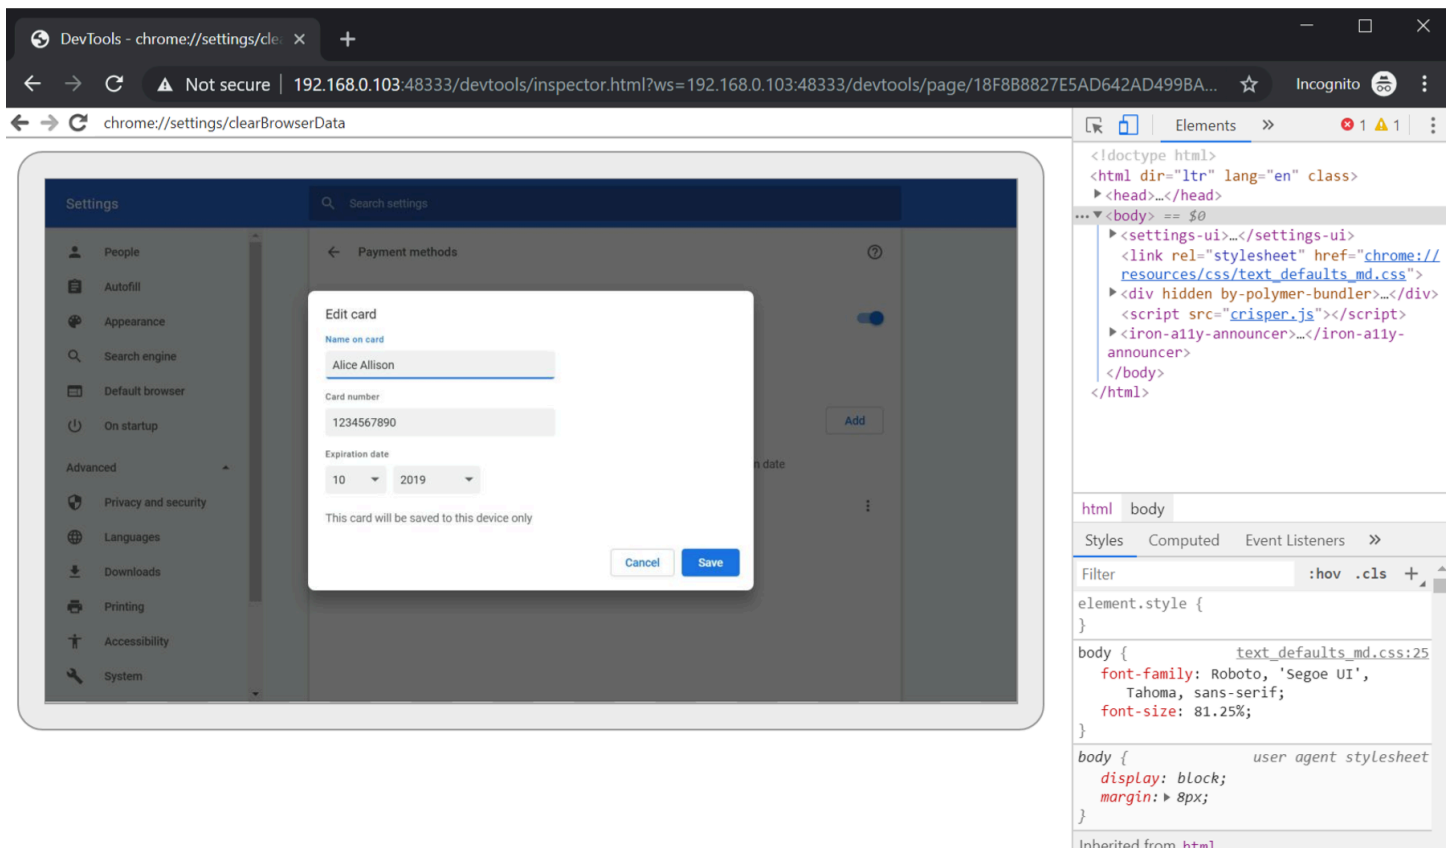 DevTools - chrome://settings/cle
Not secure | 192.168.0.103:48333/devtools/inspector.html?ws=192.168.0.103:48333/devtools/page/18F8B8827E5AD642AD499BA...
Incognito
chrome://settings/clearBrowserData
Settings
Search settings
People
Autofill
Appearance
Search engine
Default browser
On startup
Advanced
Privacy and security
Languages
Downloads
Printing
Accessibility
System
Payment methods
Add
n date
Edit card
Name on card
Alice Allison
Card number
1234567890
Expiration date
10 2019
This card will be saved to this device only
Cancel Save
Elements » 1 1
<!doctype html>
<html dir="ltr" lang="en" class>
<head>…</head>
… <body> == $0
<settings-ui>…</settings-ui>
<link rel="stylesheet" href="chrome://
resources/css/text_defaults_md.css">
<div hidden by-polymer-bundler>…</div>
<script src="crisper.js"></script>
<iron-a11y-announcer>…</iron-a11y-
announcer>
</body>
</html>
html body
Styles Computed Event Listeners »
Filter :hov .cls +
element.style {
}
body { text_defaults_md.css:25
font-family: Roboto, 'Segoe UI',
Tahoma, sans-serif;
font-size: 81.25%;
}
body { user agent stylesheet
display: block;
margin: 8px;
}
Inherited from html